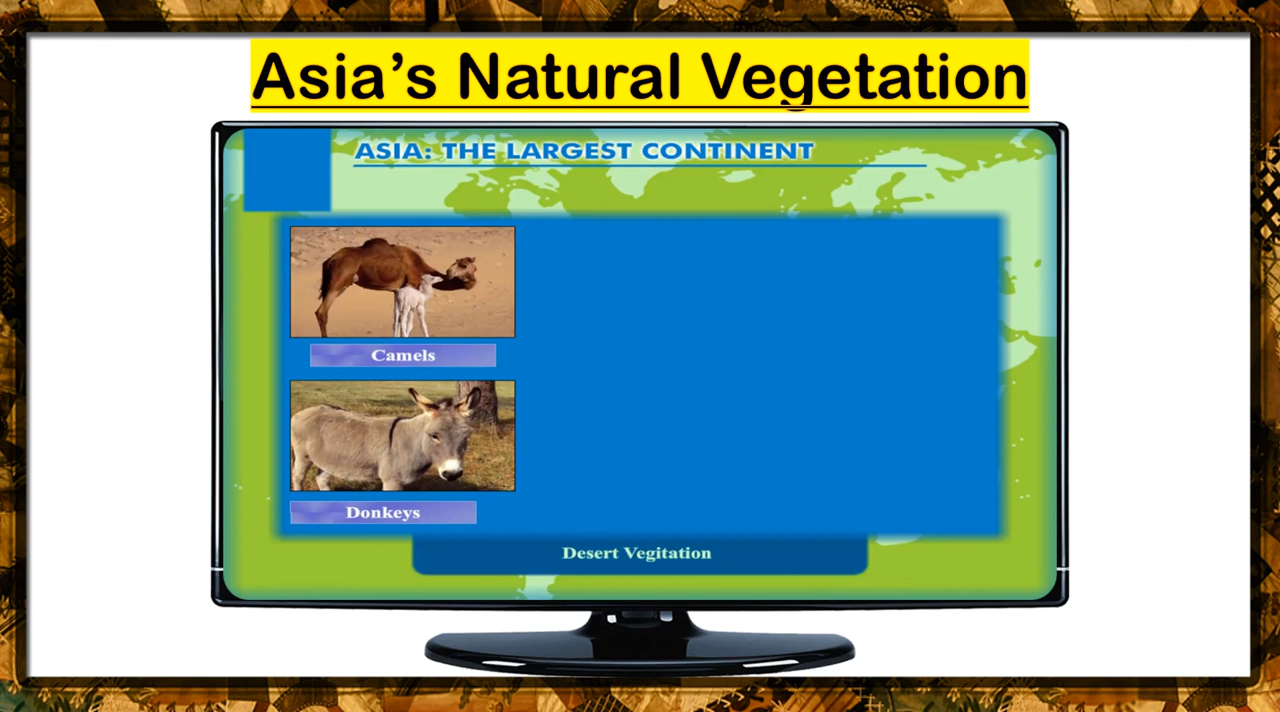 Asia’s Natural Vegetation
ASIA: THE LARGEST CONTINENT
Camels
Donkeys
Desert Vegitation